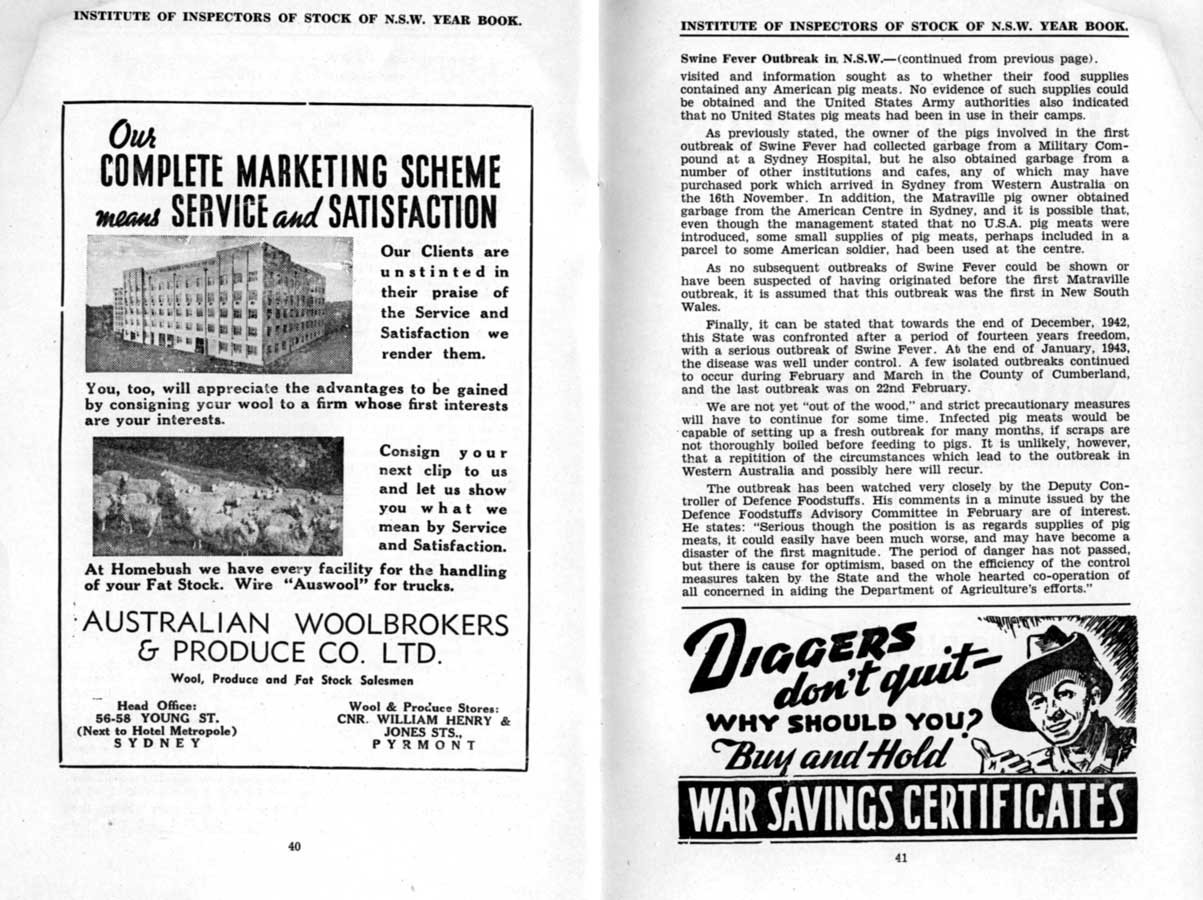 INSTITUTE OF INSPECTORS OF STOCK OF N.S.W. YEAR BOOK.
Our
COMPLETE MARKETING SCHEME
means SERVICE and SATISFACTION
Our Clients are
unstinted in
their praise of
the Service and
Satisfaction we
render them.
You, too, will appreciate the advantages to be gained
by consigning your wool to a firm whose first interests
are your interests.
Consign your
next clip to us
and let us show
you what we
mean by Service
and Satisfaction.
At Homebush we have every facility for the handling
of your Fat Stock. Wire "Auswool" for trucks.
AUSTRALIAN WOOLBROKERS
& PRODUCE CO. LTD.
Wool, Produce and Fat Stock Salesmen
Head Office:
56-58 YOUNG ST.
(Next to Hotel Metropole)
SYDNEY
Wool & Produce Stores:
CNR. WILLIAM HENRY &
JONES STS.,
PYRMONT
40
INSTITUTE OF INSPECTORS OF STOCK OF N.S.W. YEAR BOOK.
Swine Fever Outbreak in N.S.W.—(continued from previous page).
visited and information sought as to whether their food supplies
contained any American pig meats. No evidence of such supplies could
be obtained and the United States Army authorities also indicated
that no United States pig meats had been in use in their camps.
As previously stated, the owner of the pigs involved in the first
outbreak of Swine Fever had collected garbage from a Military Com-
pound at a Sydney Hospital, but he also obtained garbage from a
number of other institutions and cafes, any of which may have
purchased pork which arrived in Sydney from Western Australia on
the 16th November. In addition, the Matraville pig owner obtained
garbage from the American Centre in Sydney, and it is possible that,
even though the management stated that no U.S.A. pig meats were
introduced, some small supplies of pig meats, perhaps included in a
parcel to some American soldier, had been used at the centre.
As no subsequent outbreaks of Swine Fever could be shown or
have been suspected of having originated before the first Matraville
outbreak, it is assumed that this outbreak was the first in New South
Wales.
Finally, it can be stated that towards the end of December, 1942,
this State was confronted after a period of fourteen years freedom,
with a serious outbreak of Swine Fever. At the end of January, 1943,
the disease was well under control. A few isolated outbreaks continued
to occur during February and March in the County of Cumberland,
and the last outbreak was on 22nd February.
We are not yet "out of the wood," and strict precautionary measures
will have to continue for some time. Infected pig meats would be
capable of setting up a fresh outbreak for many months, if scraps are
not thoroughly boiled before feeding to pigs. It is unlikely, however,
that a repitition of the circumstances which lead to the outbreak in
Western Australia and possibly here will recur.
The outbreak has been watched very closely by the Deputy Con-
troller of Defence Foodstuffs. His comments in a minute issued by the
Defence Foodstuffs Advisory Committee in February are of interest.
He states: "Serious though the position is as regards supplies of pig
meats, it could easily have been much worse, and may have become a
disaster of the first magnitude. The period of danger has not passed,
but there is cause for optimism, based on the efficiency of the control
measures taken by the State and the whole hearted co-operation of
all concerned in aiding the Department of Agriculture's efforts."
DIGGERS
don't quit—
WHY SHOULD YOU?
Buy and Hold
WAR SAVINGS CERTIFICATES
41